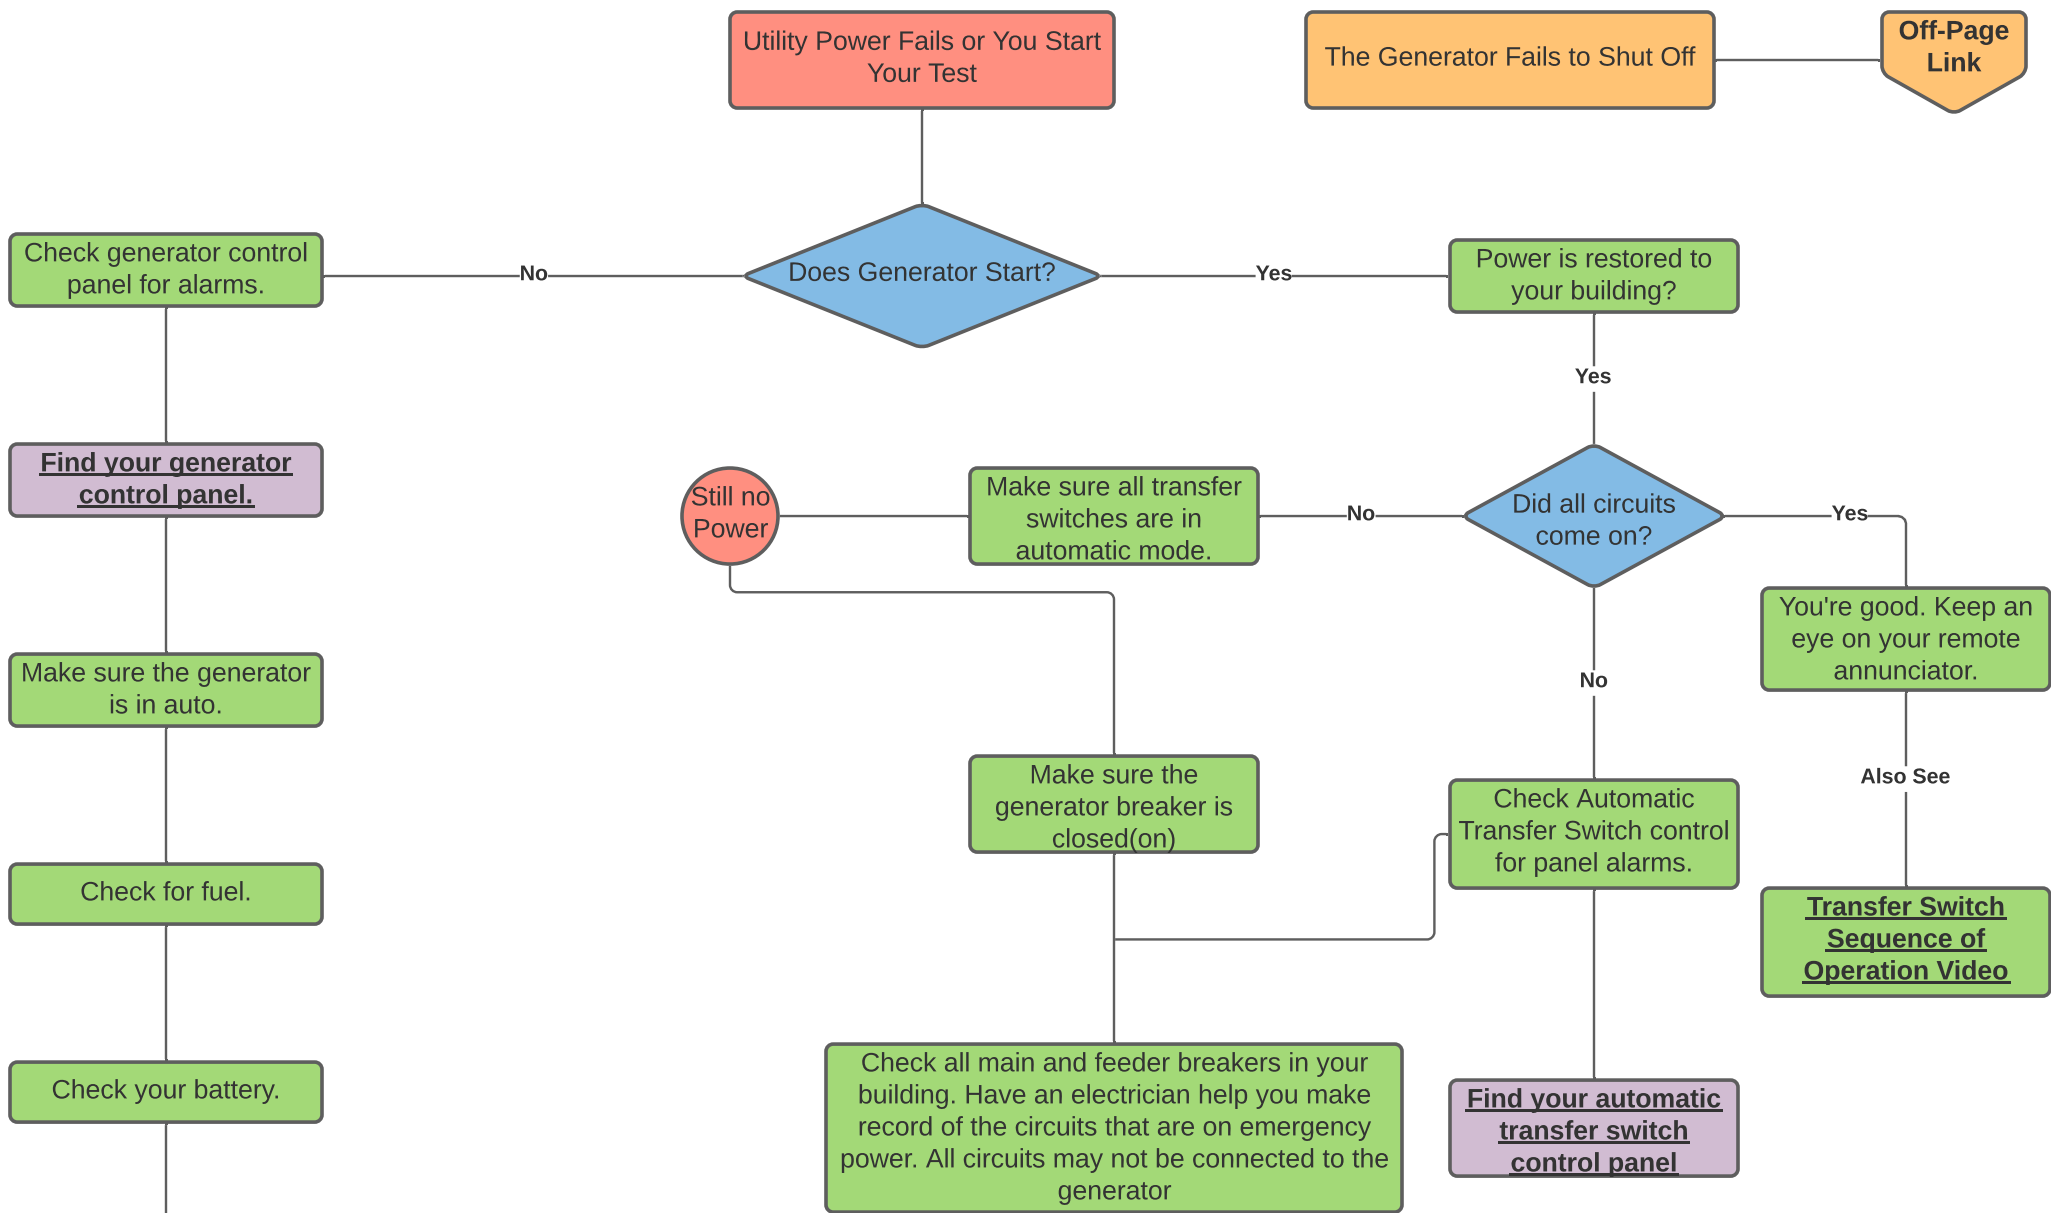 Utility Power Fails or You Start
Your Test
The Generator Fails to Shut Off
Off-Page
Link
Check generator control
panel for alarms.
No
Does Generator Start?
Yes
Power is restored to
your building?
Yes
Find your generator
control panel.
Still no
Power
Make sure all transfer
switches are in
automatic mode.
No
Did all circuits
come on?
Yes
You're good. Keep an
eye on your remote
annunciator.
No
Make sure the generator
is in auto.
Also See
Make sure the
generator breaker is
closed(on)
Check Automatic
Transfer Switch control
for panel alarms.
Check for fuel.
Transfer Switch
Sequence of
Operation Video
Check your battery.
Check all main and feeder breakers in your
building. Have an electrician help you make
record of the circuits that are on emergency
power. All circuits may not be connected to the
generator
Find your automatic
transfer switch
control panel